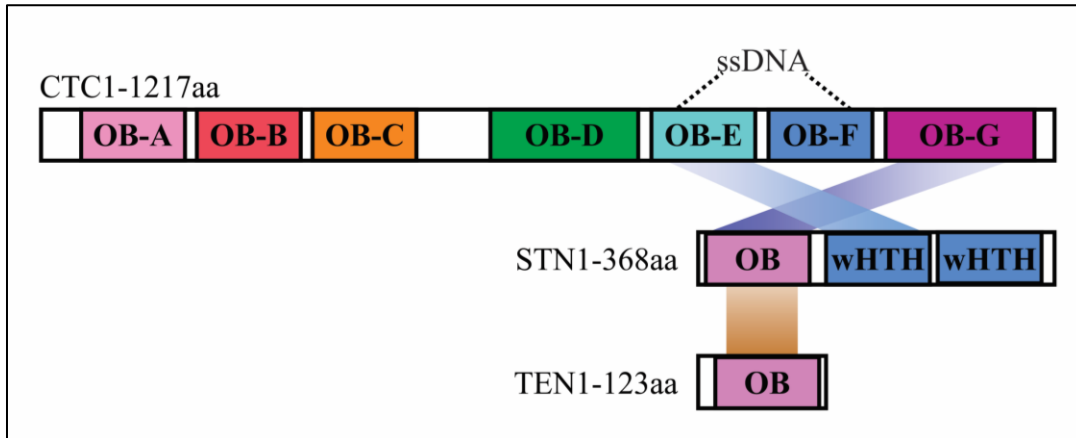 ssDNA
CTC1-1217aa
OB-A OB-B OB-C OB-D OB-E OB-F OB-G
STN1-368aa OB wHTH wHTH
TEN1-123aa OB